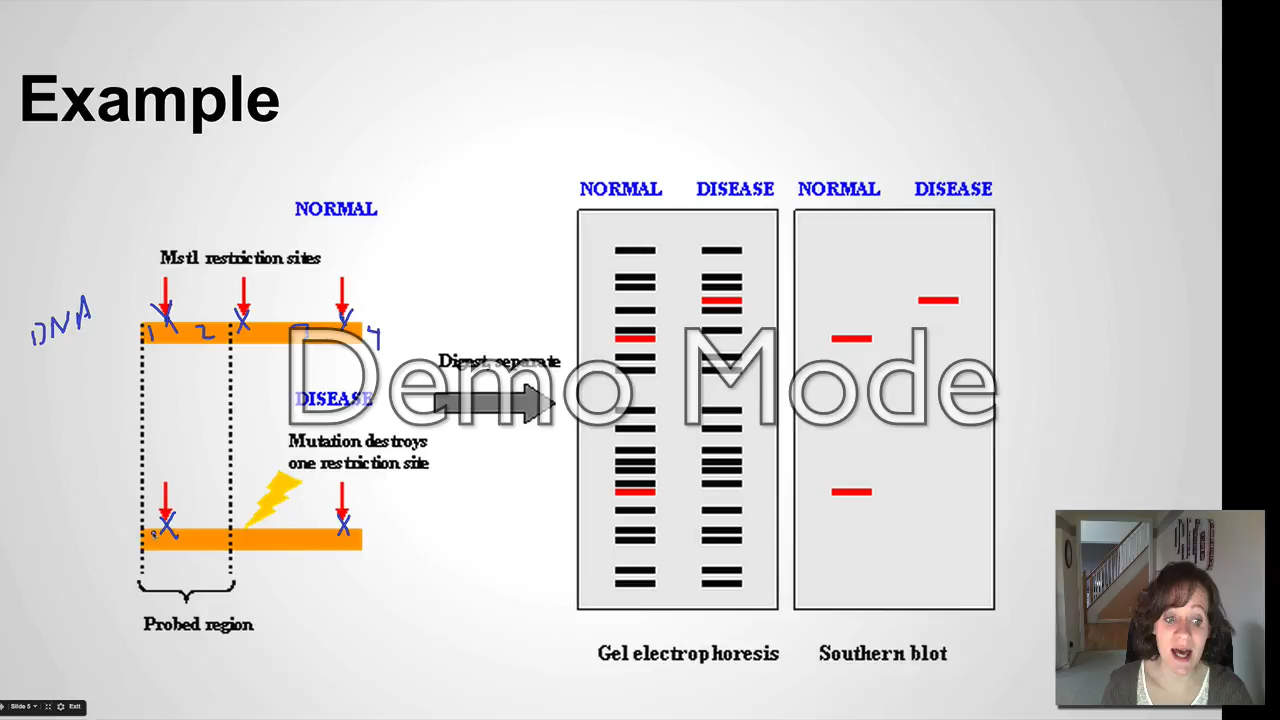 Example
NORMAL
MstI restriction sites
DNA
1 2 3 4
DISEASE
Mutation destroys
one restriction site
Probed region
Digest, separate
NORMAL DISEASE
Gel electrophoresis
NORMAL DISEASE
Southern blot
Demo Mode
Slide 5
Exit